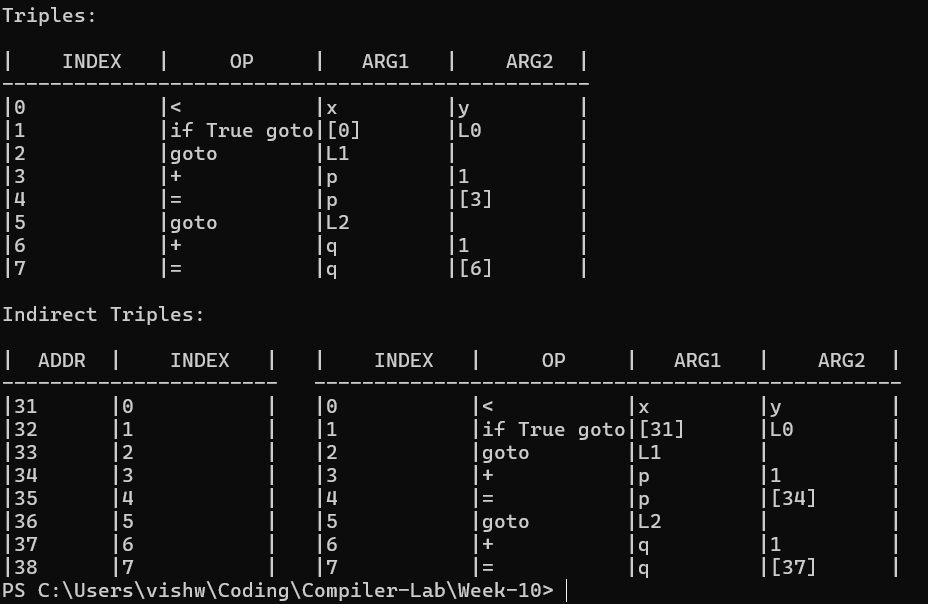 Triples:
|    INDEX   |     OP     |   ARG1   |    ARG2  |
-------------------------------------------------
|0           |<           |x         |y         |
|1           |if True goto|[0]       |L0        |
|2           |goto        |L1        |          |
|3           |+           |p         |1         |
|4           |=           |p         |[3]       |
|5           |goto        |L2        |          |
|6           |+           |q         |1         |
|7           |=           |q         |[6]       |
Indirect Triples:
|  ADDR  |    INDEX   |   |    INDEX   |     OP     |   ARG1   |    ARG2  |
-----------------------   -------------------------------------------------
|31      |0           |   |0           |<           |x         |y         |
|32      |1           |   |1           |if True goto|[31]      |L0        |
|33      |2           |   |2           |goto        |L1        |          |
|34      |3           |   |3           |+           |p         |1         |
|35      |4           |   |4           |=           |p         |[34]      |
|36      |5           |   |5           |goto        |L2        |          |
|37      |6           |   |6           |+           |q         |1         |
|38      |7           |   |7           |=           |q         |[37]      |
PS C:\Users\vishw\Coding\Compiler-Lab\Week-10>